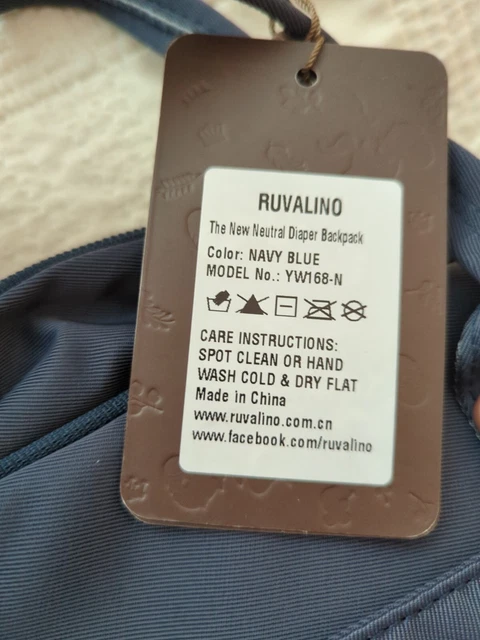 RUVALINO
The New Neutral Diaper Backpack
Color: NAVY BLUE
MODEL No.: YW168-N
CARE INSTRUCTIONS:
SPOT CLEAN OR HAND
WASH COLD & DRY FLAT
Made in China
www.ruvalino.com.cn
www.facebook.com/ruvalino